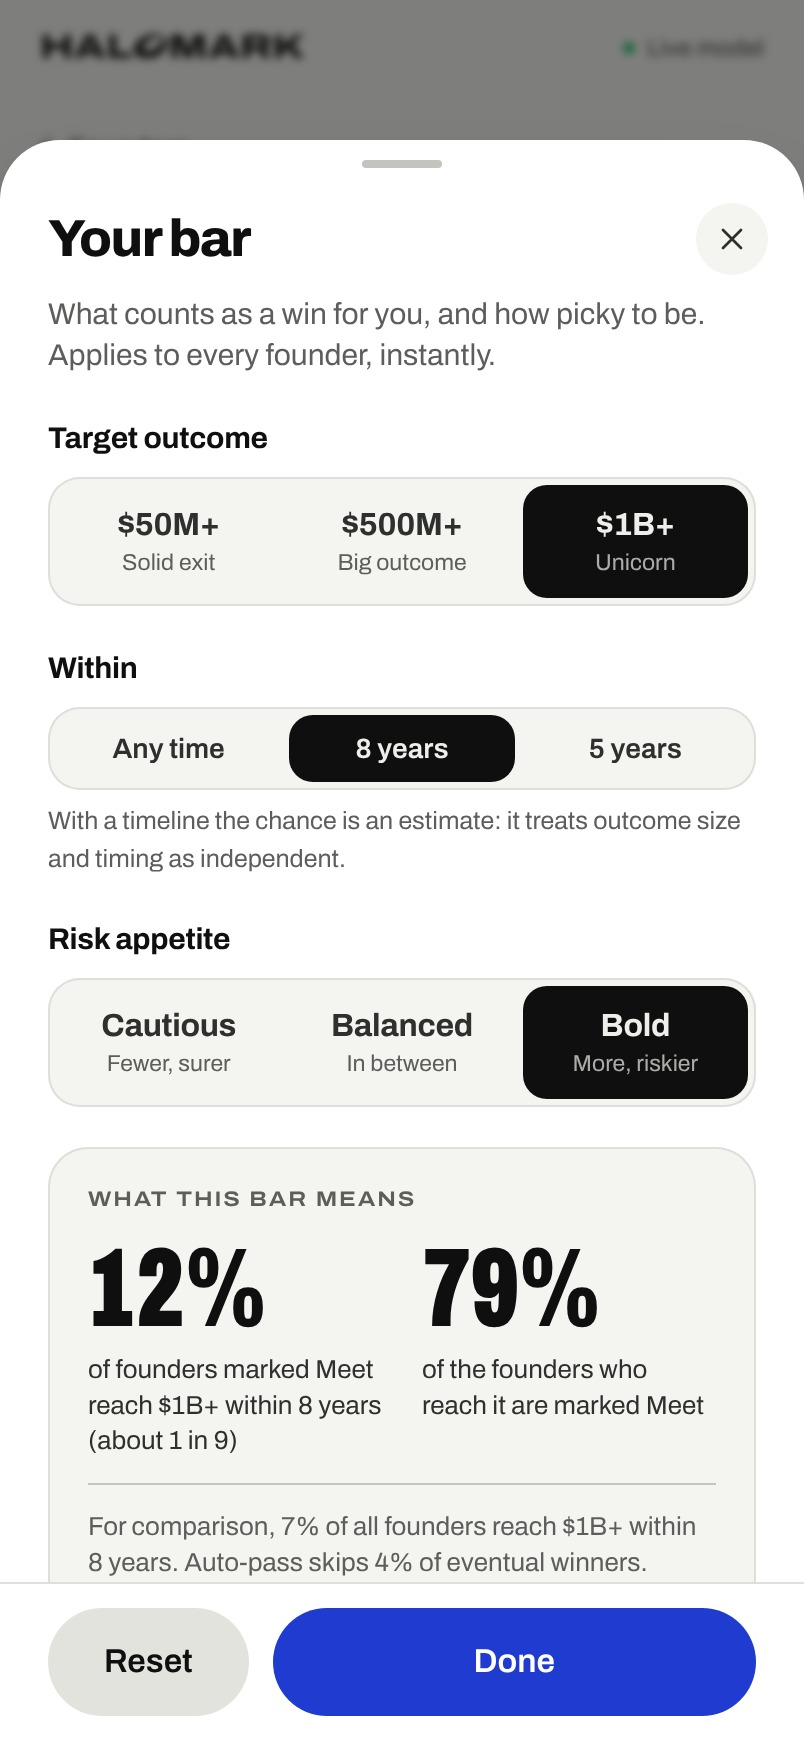 HALOMARK
Live model
Your bar
What counts as a win for you, and how picky to be.
Applies to every founder, instantly.
Target outcome
$50M+
Solid exit
$500M+
Big outcome
$1B+
Unicorn
Within
Any time
8 years
5 years
With a timeline the chance is an estimate: it treats outcome size
and timing as independent.
Risk appetite
Cautious
Fewer, surer
Balanced
In between
Bold
More, riskier
WHAT THIS BAR MEANS
12%
of founders marked Meet
reach $1B+ within 8 years
(about 1 in 9)
79%
of the founders who
reach it are marked Meet
For comparison, 7% of all founders reach $1B+ within
8 years. Auto-pass skips 4% of eventual winners.
Reset
Done